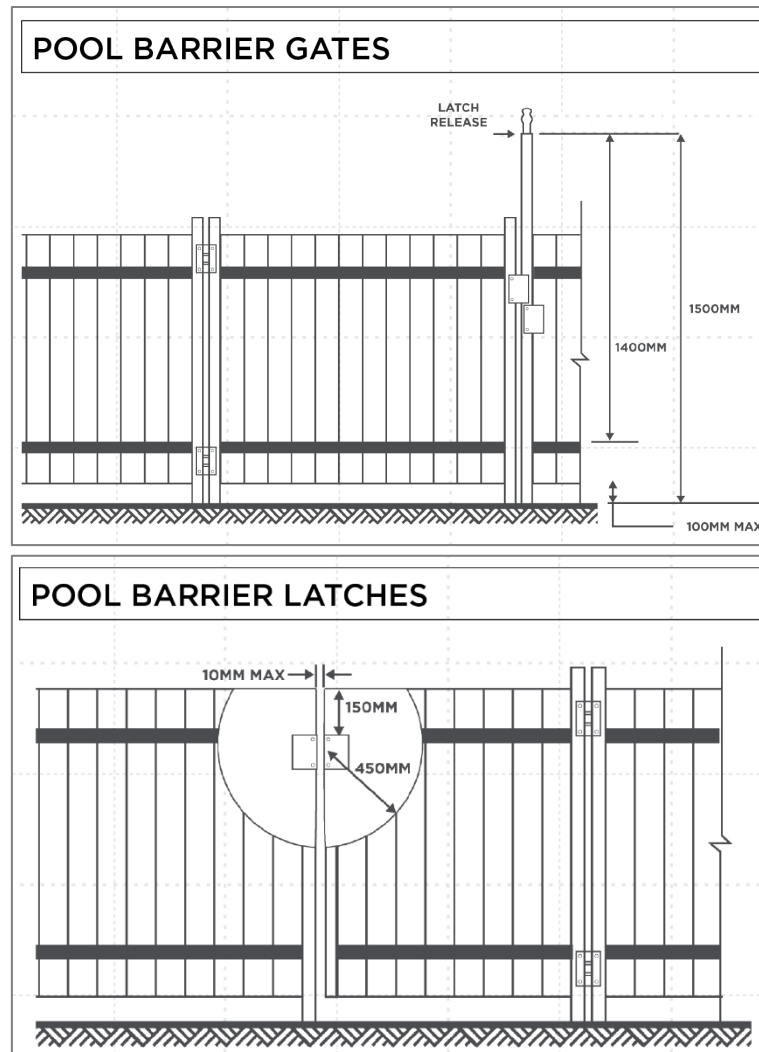 POOL BARRIER GATES
LATCH
RELEASE
1500MM
1400MM
100MM MAX
POOL BARRIER LATCHES
10MM MAX
150MM
450MM